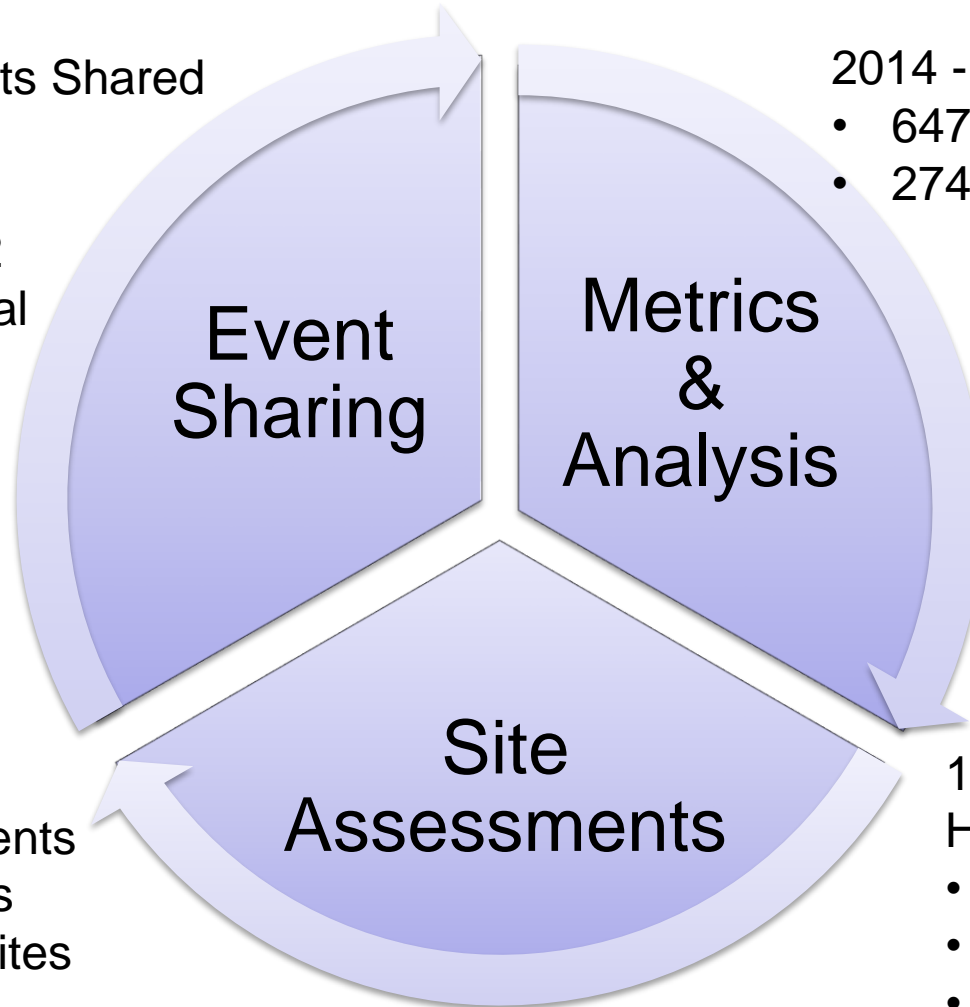 ts Shared
al
Event
Sharing
2014 -
• 647
• 274
Metrics
&
Analysis
Site
Assessments
ents
s
ites
1
H
•
•
•